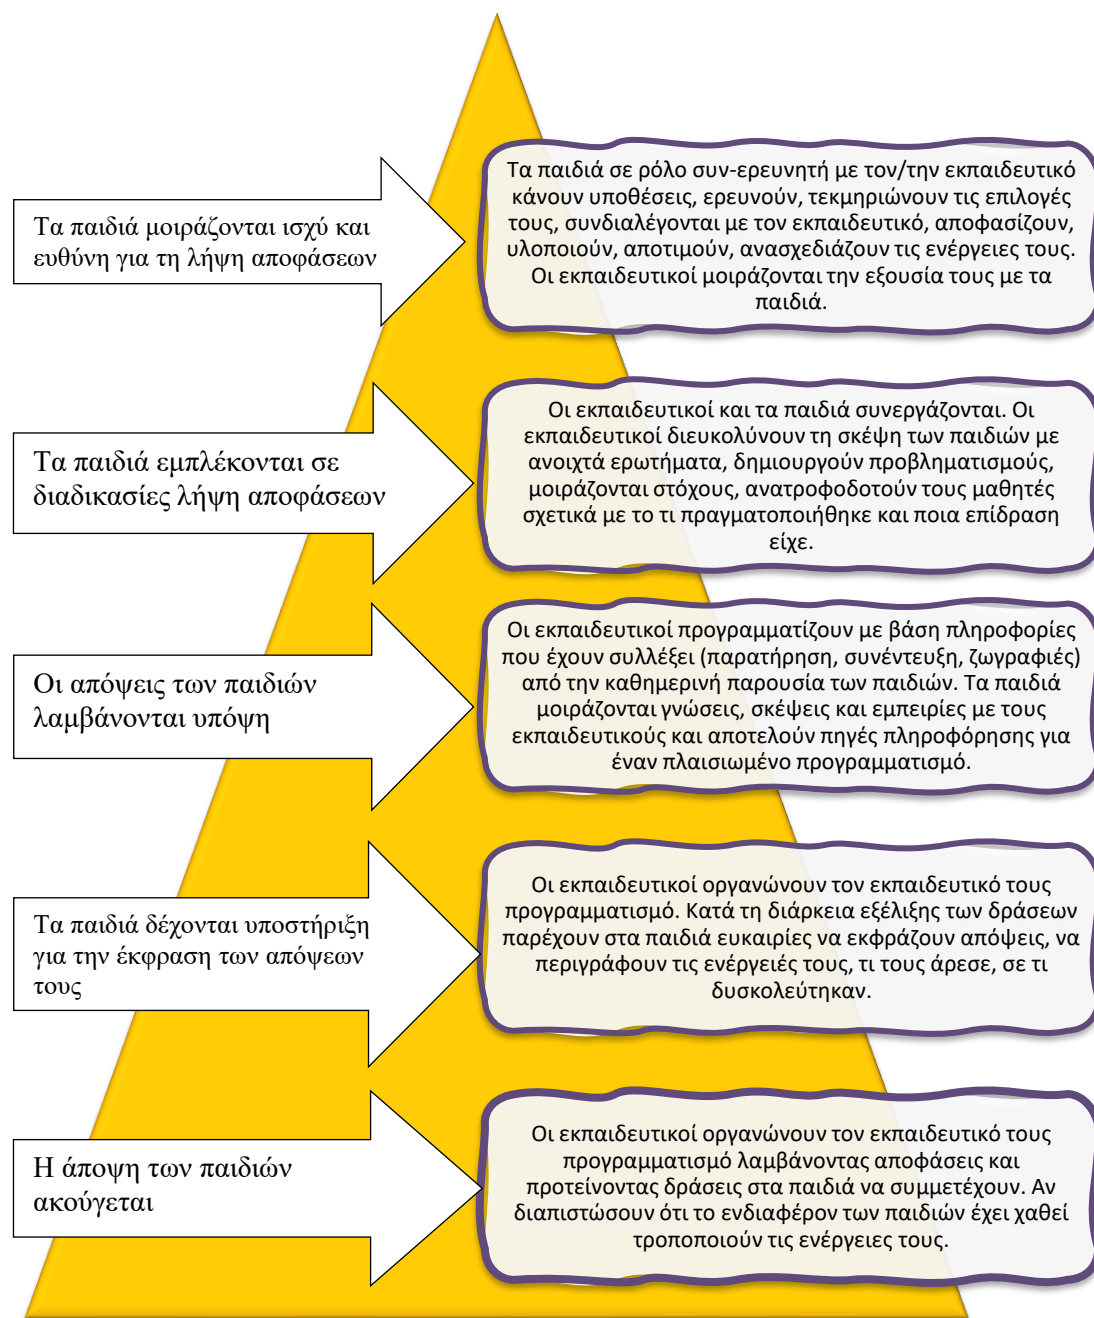 Τα παιδιά μοιράζονται ισχύ και
ευθύνη για τη λήψη αποφάσεων
Τα παιδιά σε ρόλο συν-ερευνητή με τον/την εκπαιδευτικό
κάνουν υποθέσεις, ερευνούν, τεκμηριώνουν τις επιλογές
τους, συνδιαλέγονται με τον εκπαιδευτικό, αποφασίζουν,
υλοποιούν, αποτιμούν, ανασχεδιάζουν τις ενέργειες τους.
Οι εκπαιδευτικοί μοιράζονται την εξουσία τους με τα
παιδιά.
Τα παιδιά εμπλέκονται σε
διαδικασίες λήψη αποφάσεων
Οι εκπαιδευτικοί και τα παιδιά συνεργάζονται. Οι
εκπαιδευτικοί διευκολύνουν τη σκέψη των παιδιών με
ανοιχτά ερωτήματα, δημιουργούν προβληματισμούς,
μοιράζονται στόχους, ανατροφοδοτούν τους μαθητές
σχετικά με το τι πραγματοποιήθηκε και ποια επίδραση
είχε.
Οι απόψεις των παιδιών
λαμβάνονται υπόψη
Οι εκπαιδευτικοί προγραμματίζουν με βάση πληροφορίες
που έχουν συλλέξει (παρατήρηση, συνέντευξη, ζωγραφιές)
από την καθημερινή παρουσία των παιδιών. Τα παιδιά
μοιράζονται γνώσεις, σκέψεις και εμπειρίες με τους
εκπαιδευτικούς και αποτελούν πηγές πληροφόρησης για
έναν πλαισιωμένο προγραμματισμό.
Τα παιδιά δέχονται υποστήριξη
για την έκφραση των απόψεων
τους
Οι εκπαιδευτικοί οργανώνουν τον εκπαιδευτικό τους
προγραμματισμό. Κατά τη διάρκεια εξέλιξης των δράσεων
παρέχουν στα παιδιά ευκαιρίες να εκφράζουν απόψεις, να
περιγράφουν τις ενέργειές τους, τι τους άρεσε, σε τι
δυσκολεύτηκαν.
Η άποψη των παιδιών
ακούγεται
Οι εκπαιδευτικοί οργανώνουν τον εκπαιδευτικό τους
προγραμματισμό λαμβάνοντας αποφάσεις και
προτείνοντας δράσεις στα παιδιά να συμμετέχουν. Αν
διαπιστώσουν ότι το ενδιαφέρον των παιδιών έχει χαθεί
τροποποιούν τις ενέργειες τους.